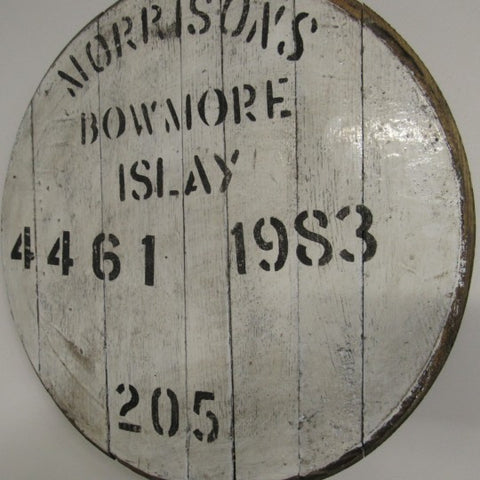 MORRISON'S
BOWMORE
ISLAY
4461 1983
205